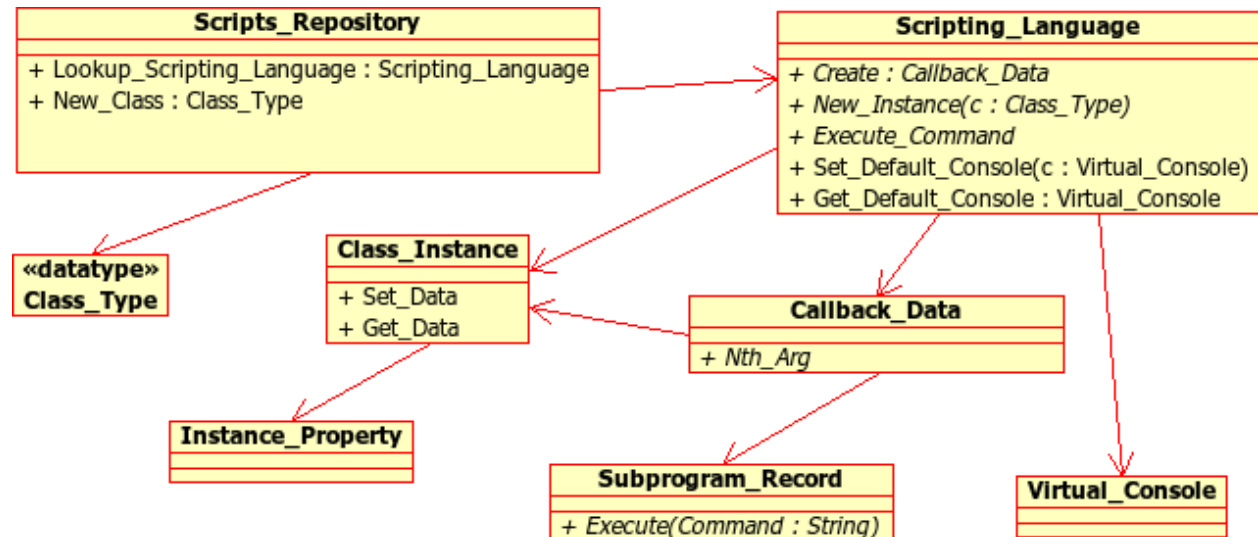 Scripts_Repository
+ Lookup_Scripting_Language : Scripting_Language
+ New_Class : Class_Type
Scripting_Language
+ Create : Callback_Data
+ New_Instance(c : Class_Type)
+ Execute_Command
+ Set_Default_Console(c : Virtual_Console)
+ Get_Default_Console : Virtual_Console
«datatype»
Class_Type
Class_Instance
+ Set_Data
+ Get_Data
Callback_Data
+ Nth_Arg
Instance_Property
Subprogram_Record
+ Execute(Command : String)
Virtual_Console